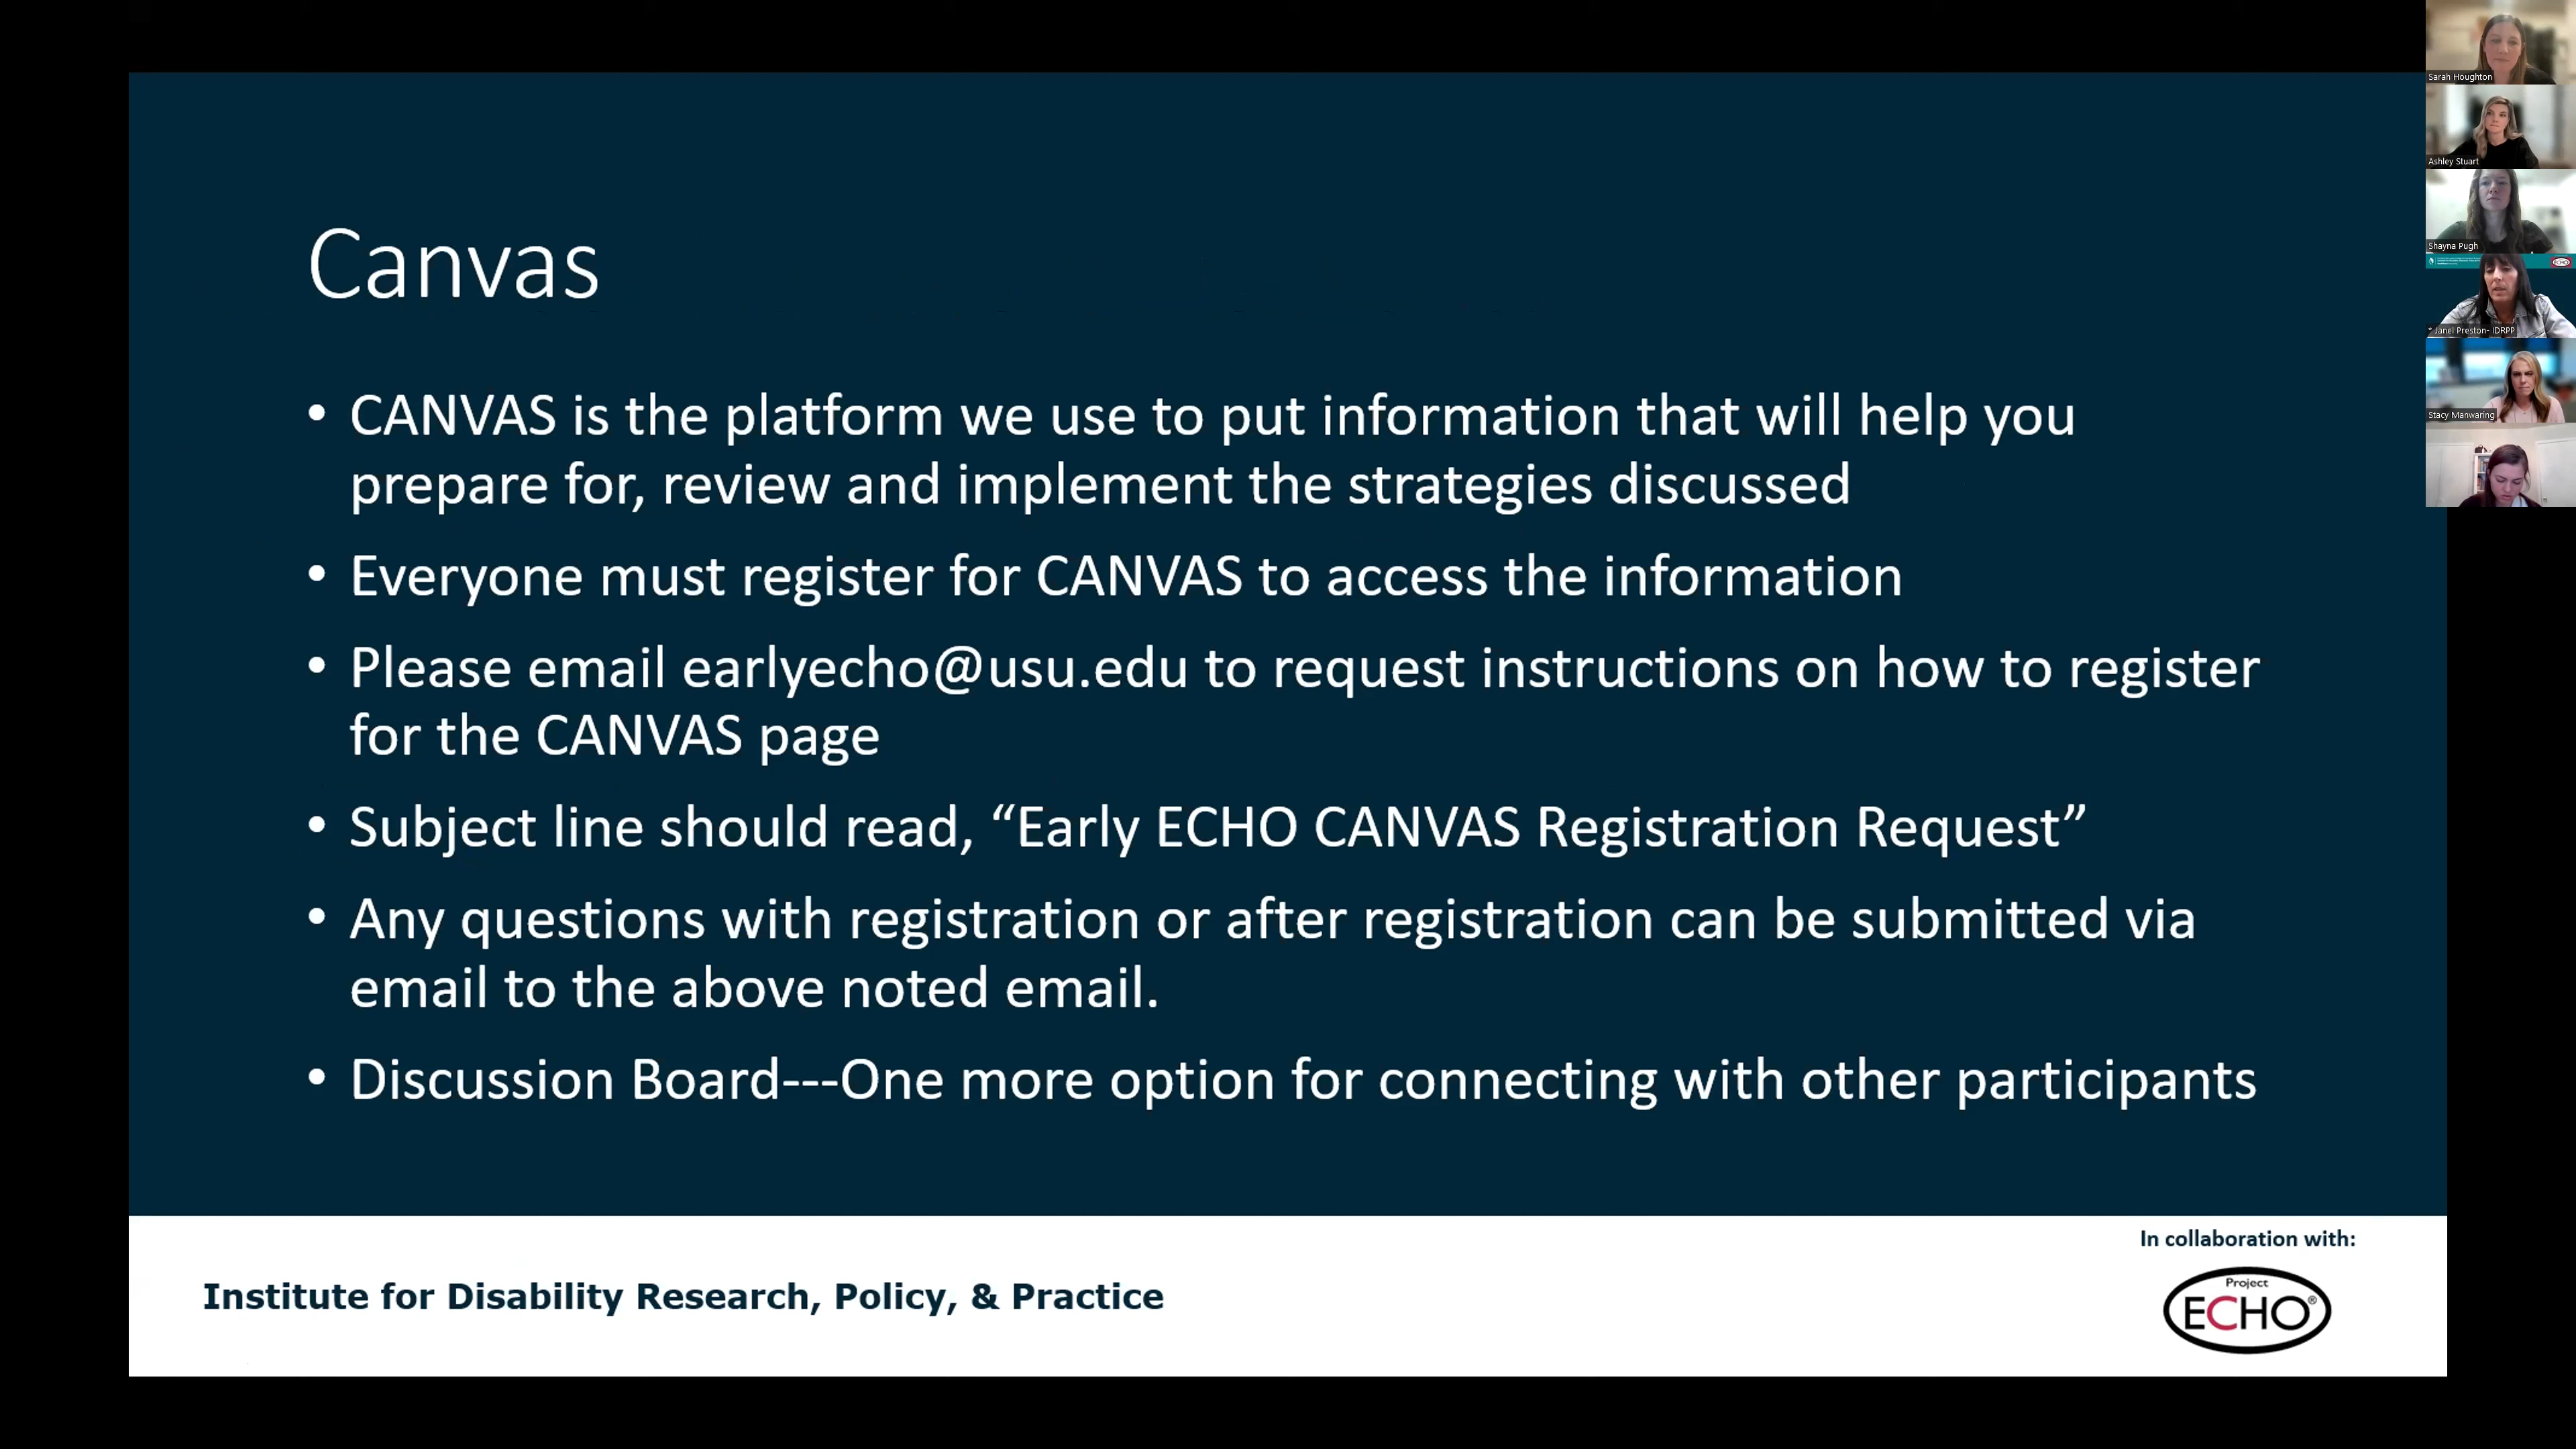 Canvas
• CANVAS is the platform we use to put information that will help you
prepare for, review and implement the strategies discussed
• Everyone must register for CANVAS to access the information
• Please email earlyecho@usu.edu to request instructions on how to register
for the CANVAS page
• Subject line should read, “Early ECHO CANVAS Registration Request”
• Any questions with registration or after registration can be submitted via
email to the above noted email.
• Discussion Board---One more option for connecting with other participants
Institute for Disability Research, Policy, & Practice
In collaboration with:
Project
ECHO®
Sarah Houghton
Ashley Stuart
Shayna Pugh
ECHO
* Janel Preston- IDRPP
Stacy Manwaring